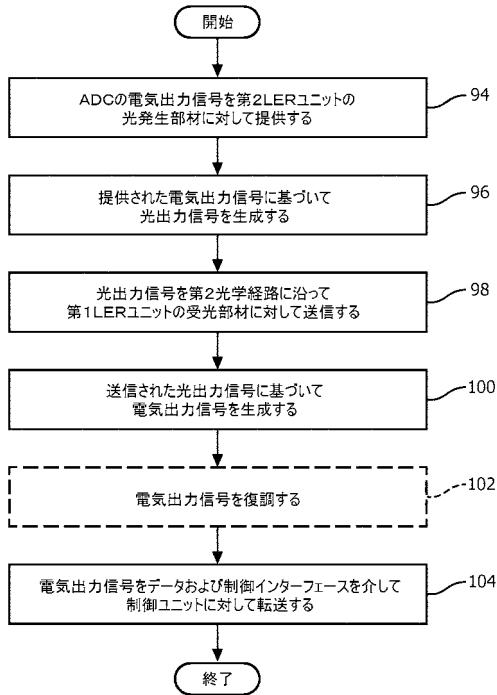 開始
ADCの電気出力信号を第2LERユニットの
光発生部材に対して提供する
94
提供された電気出力信号に基づいて
光出力信号を生成する
96
光出力信号を第2光学経路に沿って
第1LERユニットの受光部材に対して送信する
98
送信された光出力信号に基づいて
電気出力信号を生成する
100
電気出力信号を復調する
102
電気出力信号をデータおよび制御インターフェースを介して
制御ユニットに対して転送する
104
終了